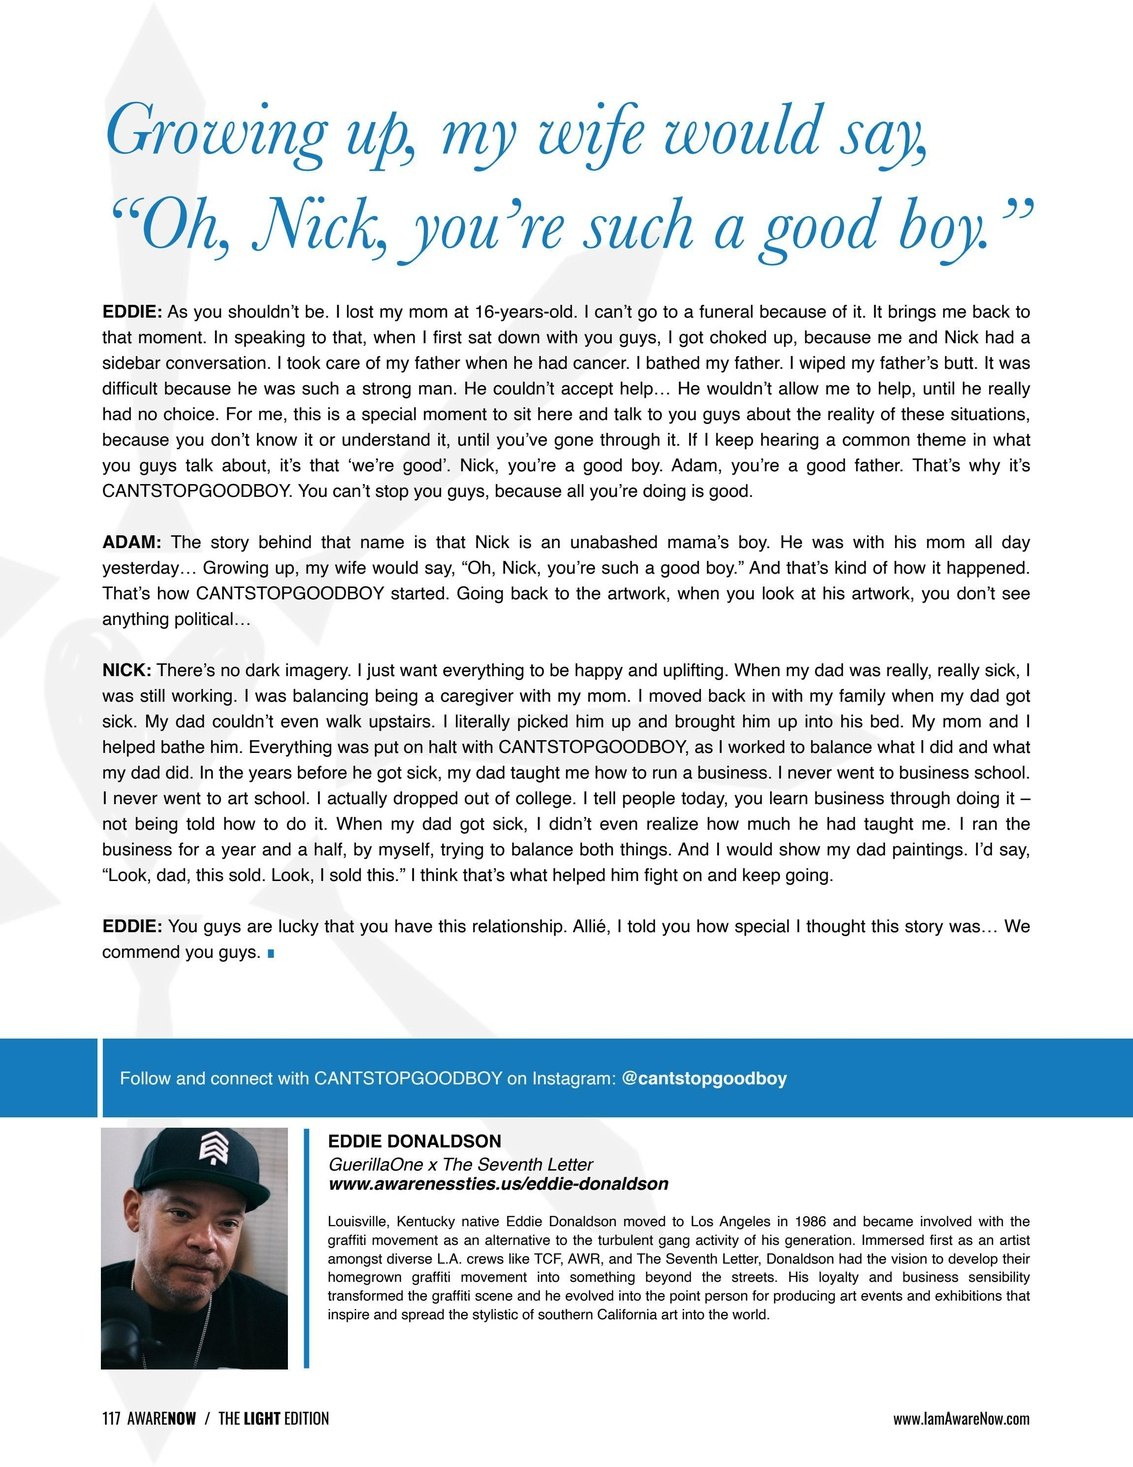 Growing up, my wife would say,
“Oh, Nick, you’re such a good boy.”
EDDIE: As you shouldn’t be. I lost my mom at 16-years-old. I can’t go to a funeral because of it. It brings me back to
that moment. In speaking to that, when I first sat down with you guys, I got choked up, because me and Nick had a
sidebar conversation. I took care of my father when he had cancer. I bathed my father. I wiped my father’s butt. It was
difficult because he was such a strong man. He couldn’t accept help… He wouldn’t allow me to help, until he really
had no choice. For me, this is a special moment to sit here and talk to you guys about the reality of these situations,
because you don’t know it or understand it, until you’ve gone through it. If I keep hearing a common theme in what
you guys talk about, it’s that ‘we’re good’. Nick, you’re a good boy. Adam, you’re a good father. That’s why it’s
CANTSTOPGOODBOY. You can’t stop you guys, because all you’re doing is good.
ADAM: The story behind that name is that Nick is an unabashed mama’s boy. He was with his mom all day
yesterday… Growing up, my wife would say, “Oh, Nick, you’re such a good boy.” And that’s kind of how it happened.
That’s how CANTSTOPGOODBOY started. Going back to the artwork, when you look at his artwork, you don’t see
anything political…
NICK: There’s no dark imagery. I just want everything to be happy and uplifting. When my dad was really, really sick, I
was still working. I was balancing being a caregiver with my mom. I moved back in with my family when my dad got
sick. My dad couldn’t even walk upstairs. I literally picked him up and brought him up into his bed. My mom and I
helped bathe him. Everything was put on halt with CANTSTOPGOODBOY, as I worked to balance what I did and what
my dad did. In the years before he got sick, my dad taught me how to run a business. I never went to business school.
I never went to art school. I actually dropped out of college. I tell people today, you learn business through doing it –
not being told how to do it. When my dad got sick, I didn’t even realize how much he had taught me. I ran the
business for a year and a half, by myself, trying to balance both things. And I would show my dad paintings. I’d say,
“Look, dad, this sold. Look, I sold this.” I think that’s what helped him fight on and keep going.
EDDIE: You guys are lucky that you have this relationship. Allié, I told you how special I thought this story was… We
commend you guys.
Follow and connect with CANTSTOPGOODBOY on Instagram: @cantstopgoodboy
EDDIE DONALDSON
GuerillaOne x The Seventh Letter
www.awarenessties.us/eddie-donaldson
Louisville, Kentucky native Eddie Donaldson moved to Los Angeles in 1986 and became involved with the
graffiti movement as an alternative to the turbulent gang activity of his generation. Immersed first as an artist
amongst diverse L.A. crews like TCF, AWR, and The Seventh Letter, Donaldson had the vision to develop their
homegrown graffiti movement into something beyond the streets. His loyalty and business sensibility
transformed the graffiti scene and he evolved into the point person for producing art events and exhibitions that
inspire and spread the stylistic of southern California art into the world.
117 AWARENOW / THE LIGHT EDITION
www.IamAwareNow.com